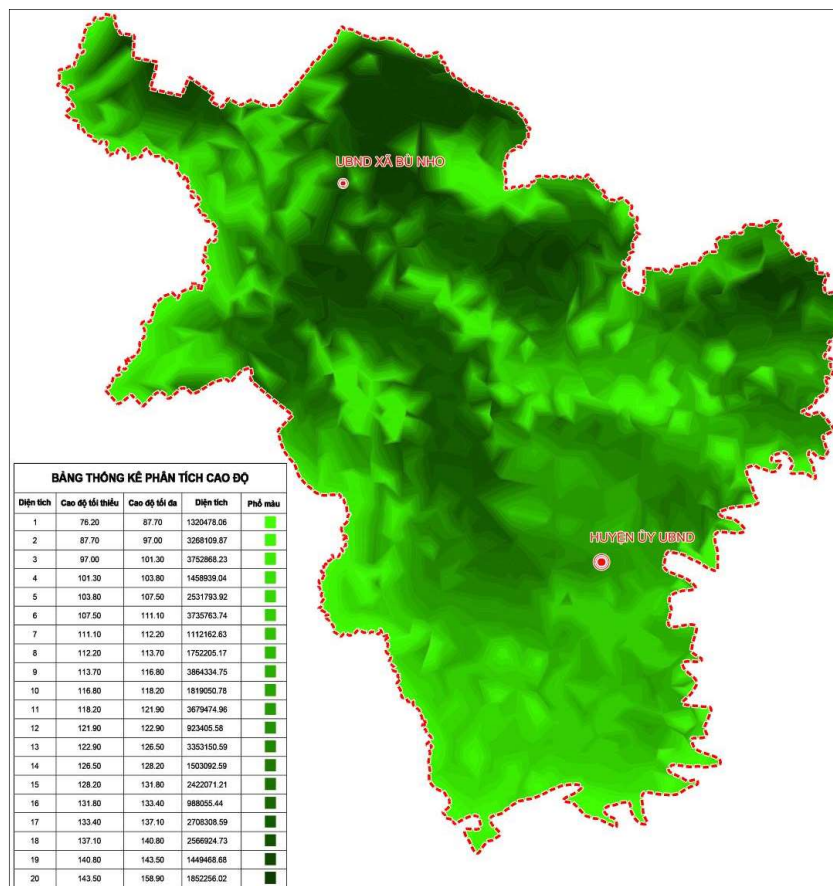 UBND XÃ BÙ NHO
HUYỆN ỦY UBND
BẢNG THỐNG KÊ PHÂN TÍCH CAO ĐỘ
Diện tích Cao độ tối thiểu Cao độ tối đa Diện tích Phổ màu
1 76.20 87.70 1320478.06
2 87.70 97.00 3268109.87
3 97.00 101.30 3752868.23
4 101.30 103.80 1458939.04
5 103.80 107.50 2531793.92
6 107.50 111.10 3735763.74
7 111.10 112.20 1112162.63
8 112.20 113.70 1752205.17
9 113.70 116.80 3864334.75
10 116.80 118.20 1819050.78
11 118.20 121.90 3679474.96
12 121.90 122.90 923405.58
13 122.90 126.50 3353150.59
14 126.50 128.20 1503092.59
15 128.20 131.80 2422071.21
16 131.80 133.40 988055.44
17 133.40 137.10 2708308.59
18 137.10 140.80 2566924.73
19 140.80 143.50 1449468.68
20 143.50 158.90 1852256.02